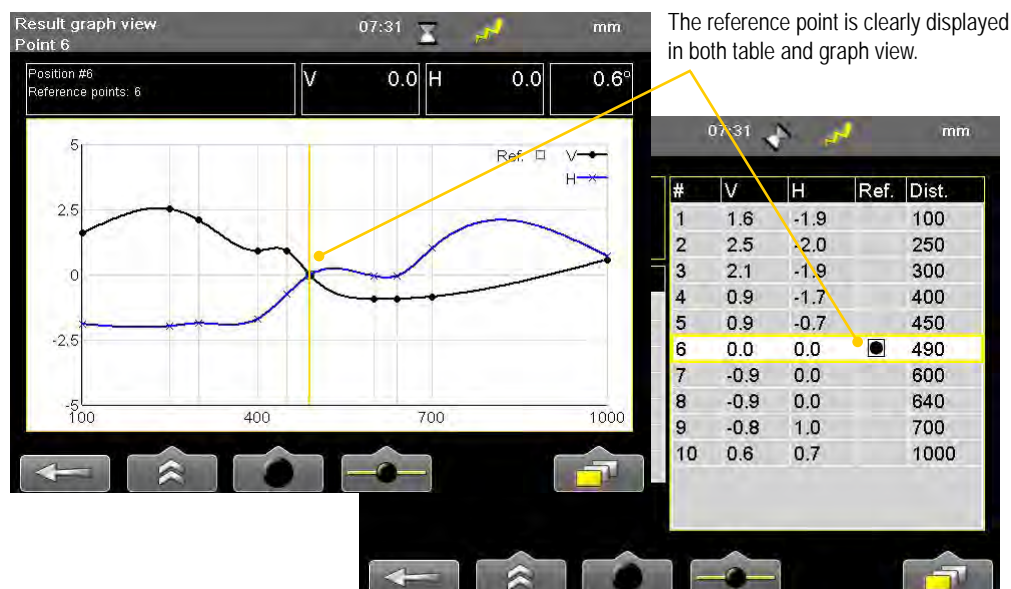 Result graph view
Point 6
07:31
mm
The reference point is clearly displayed
in both table and graph view.
Position #6
Reference points: 6
V 0.0 H 0.0 0.6°
Ref. V
H
5
2.5
0
-2.5
-5
100 400 700 1000
07:31 mm
# V H Ref. Dist.
1 1.6 -1.9 100
2 2.5 -2.0 250
3 2.1 -1.9 300
4 0.9 -1.7 400
5 0.9 -0.7 450
6 0.0 0.0 490
7 -0.9 0.0 600
8 -0.9 0.0 640
9 -0.8 1.0 700
10 0.6 0.7 1000